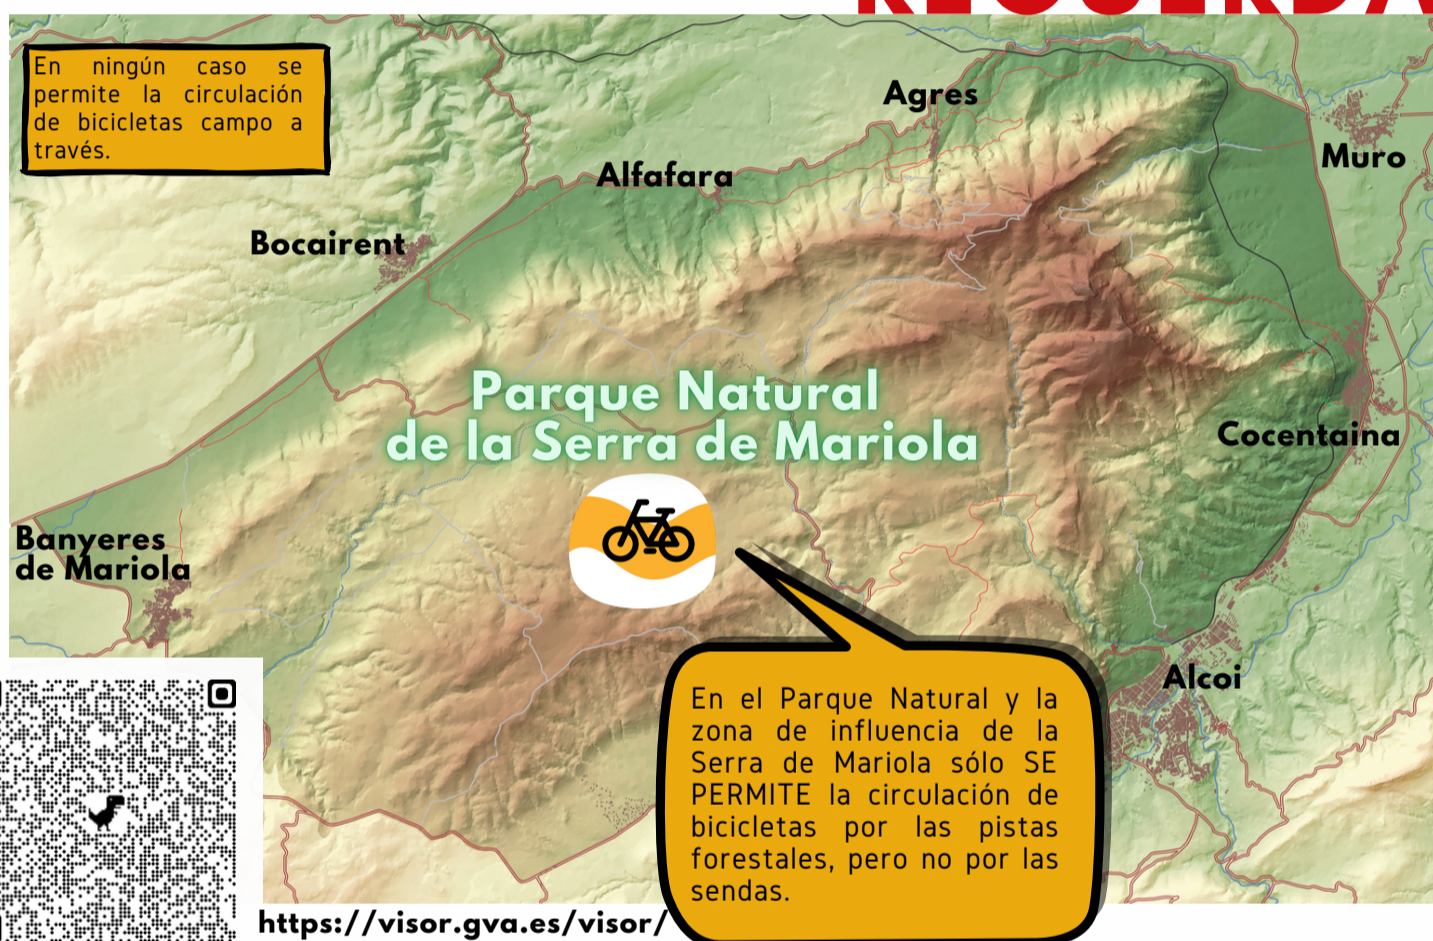 RECUERDA
En ningún caso se
permite la circulación
de bicicletas campo a
través.
Agres
Muro
Alfafara
Bocairent
Parque Natural
de la Serra de Mariola
Cocentaina
Banyeres
de Mariola
Alcoi
En el Parque Natural y la
zona de influencia de la
Serra de Mariola sólo SE
PERMITE la circulación de
bicicletas por las pistas
forestales, pero no por las
sendas.
https://visor.gva.es/visor/